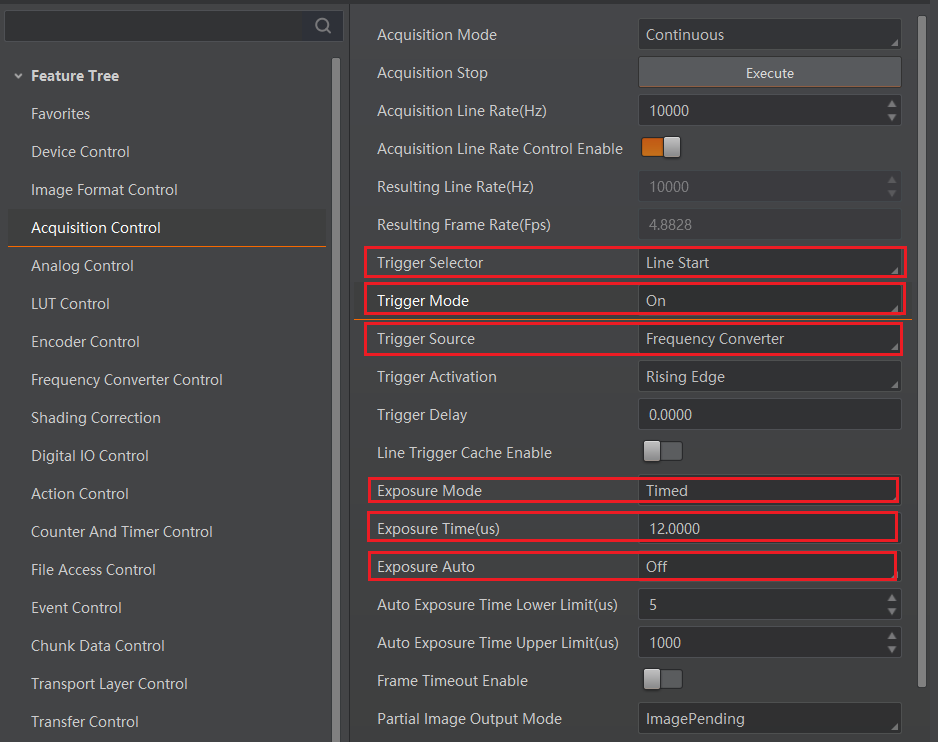 Feature Tree
Favorites
Device Control
Image Format Control
Acquisition Control
Analog Control
LUT Control
Encoder Control
Frequency Converter Control
Shading Correction
Digital IO Control
Action Control
Counter And Timer Control
File Access Control
Event Control
Chunk Data Control
Transport Layer Control
Transfer Control
Acquisition Mode Continuous
Acquisition Stop Execute
Acquisition Line Rate(Hz) 10000
Acquisition Line Rate Control Enable
Resulting Line Rate(Hz) 10000
Resulting Frame Rate(Fps) 4.8828
Trigger Selector Line Start
Trigger Mode On
Trigger Source Frequency Converter
Trigger Activation Rising Edge
Trigger Delay 0.0000
Line Trigger Cache Enable
Exposure Mode Timed
Exposure Time(us) 12.0000
Exposure Auto Off
Auto Exposure Time Lower Limit(us) 5
Auto Exposure Time Upper Limit(us) 1000
Frame Timeout Enable
Partial Image Output Mode ImagePending